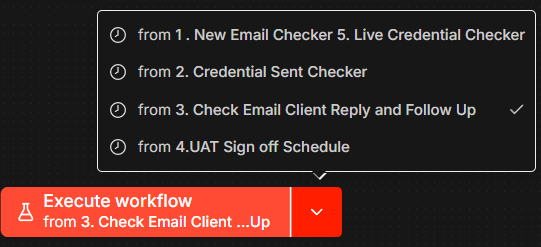 from 1 . New Email Checker 5. Live Credential Checker
from 2. Credential Sent Checker
from 3. Check Email Client Reply and Follow Up
from 4.UAT Sign off Schedule
Execute workflow
from 3. Check Email Client ...Up